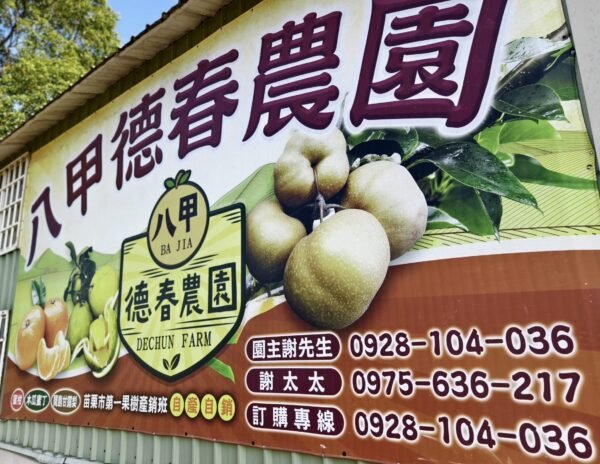 八甲德春農園
八甲
BA JIA
德春農園
DECHUN FARM
園主謝先生 0928-104-036
謝太太 0975-636-217
訂購專線 0928-104-036
苗栗市第一果樹產銷班 自產自銷